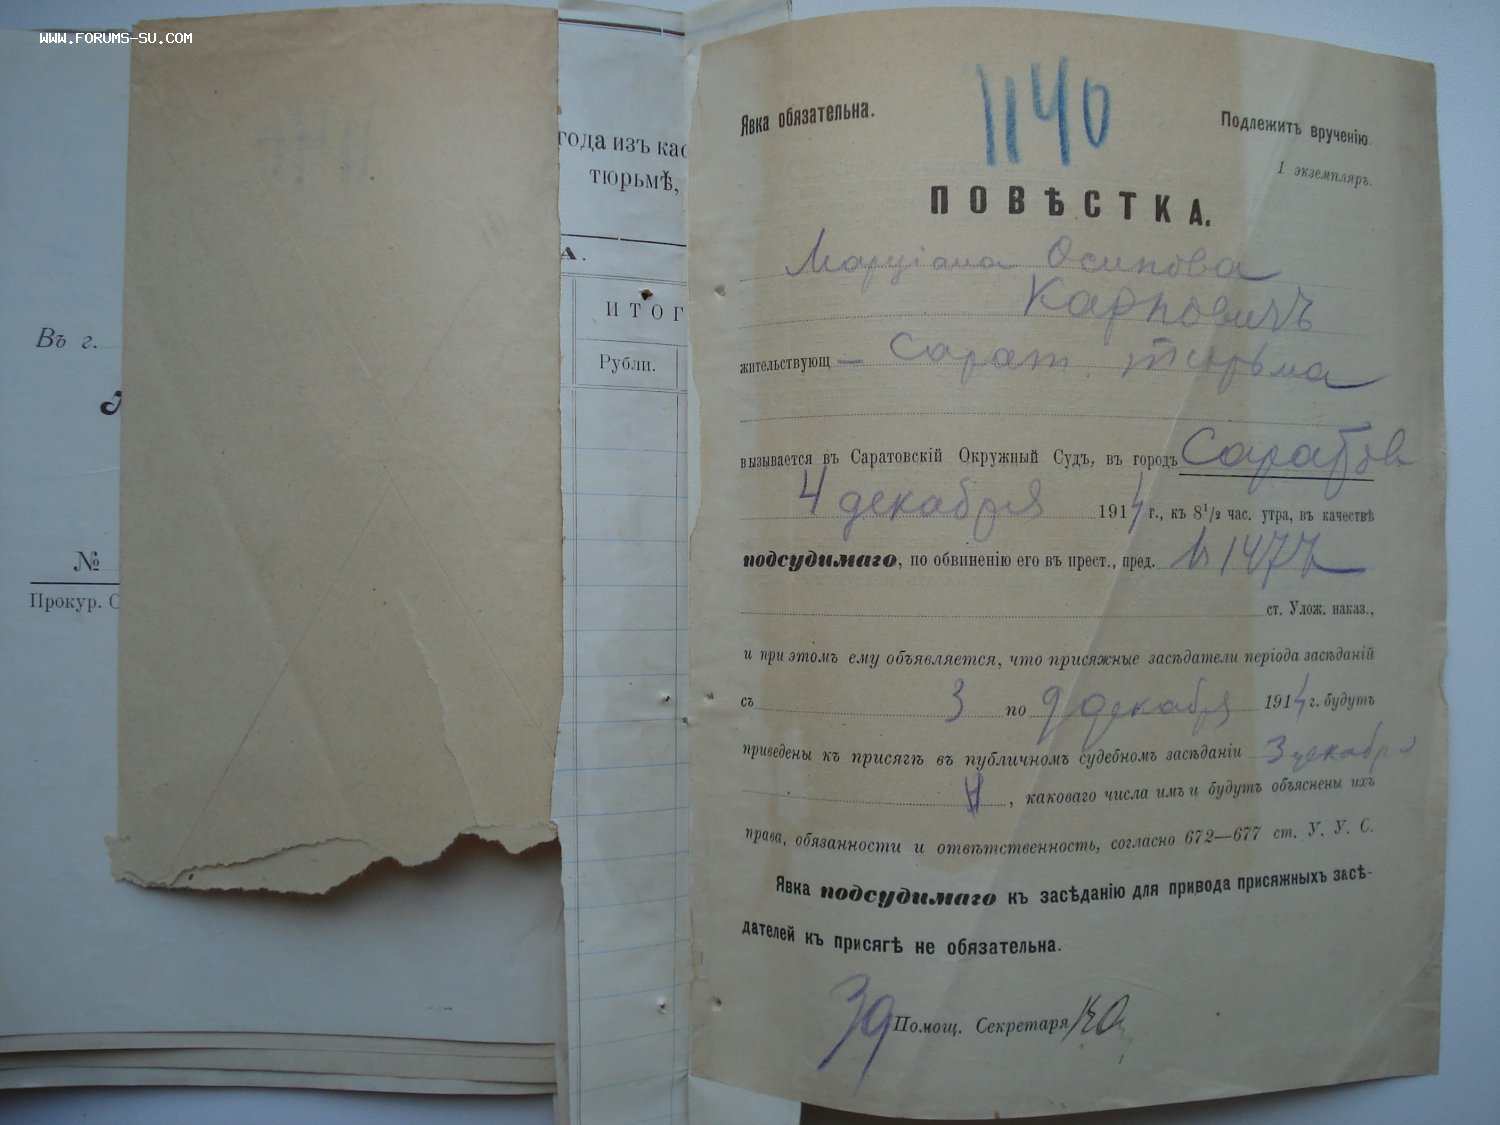 WWW.FORUMS-SU.COM
Въ г.
№
Прокур. С
года изъ кас
тюрьмѣ,
А.
ИТОГ
Рубли.
1140
Явка обязательна.
Подлежитъ врученію.
1 экземпляръ.
ПОВѢСТКА.
Марціана Осипова
Карповичъ
жительствующ – Сарат. тюрьма
вызывается въ Саратовскій Окружный Судъ, въ городъ Саратов
4 декабря 1914 г., къ 8 1/2 час. утра, въ качествѣ
подсудимаго, по обвиненію его въ прест., пред. 1477
ст. Улож. наказ.,
и при этомъ ему объявляется, что присяжные засѣдатели періода засѣданій
съ 3 по 9 декабря 1914 г. будутъ
приведены къ присягѣ въ публичномъ судебномъ засѣданіи 3 декабря
, каковаго числа имъ и будутъ объяснены ихъ
права, обязанности и отвѣтственность, согласно 672—677 ст. У. У. С.
Явка подсудимаго къ засѣданію для привода присяжныхъ засѣ-
дателей къ присягѣ не обязательна.
Помощ. Секретаря